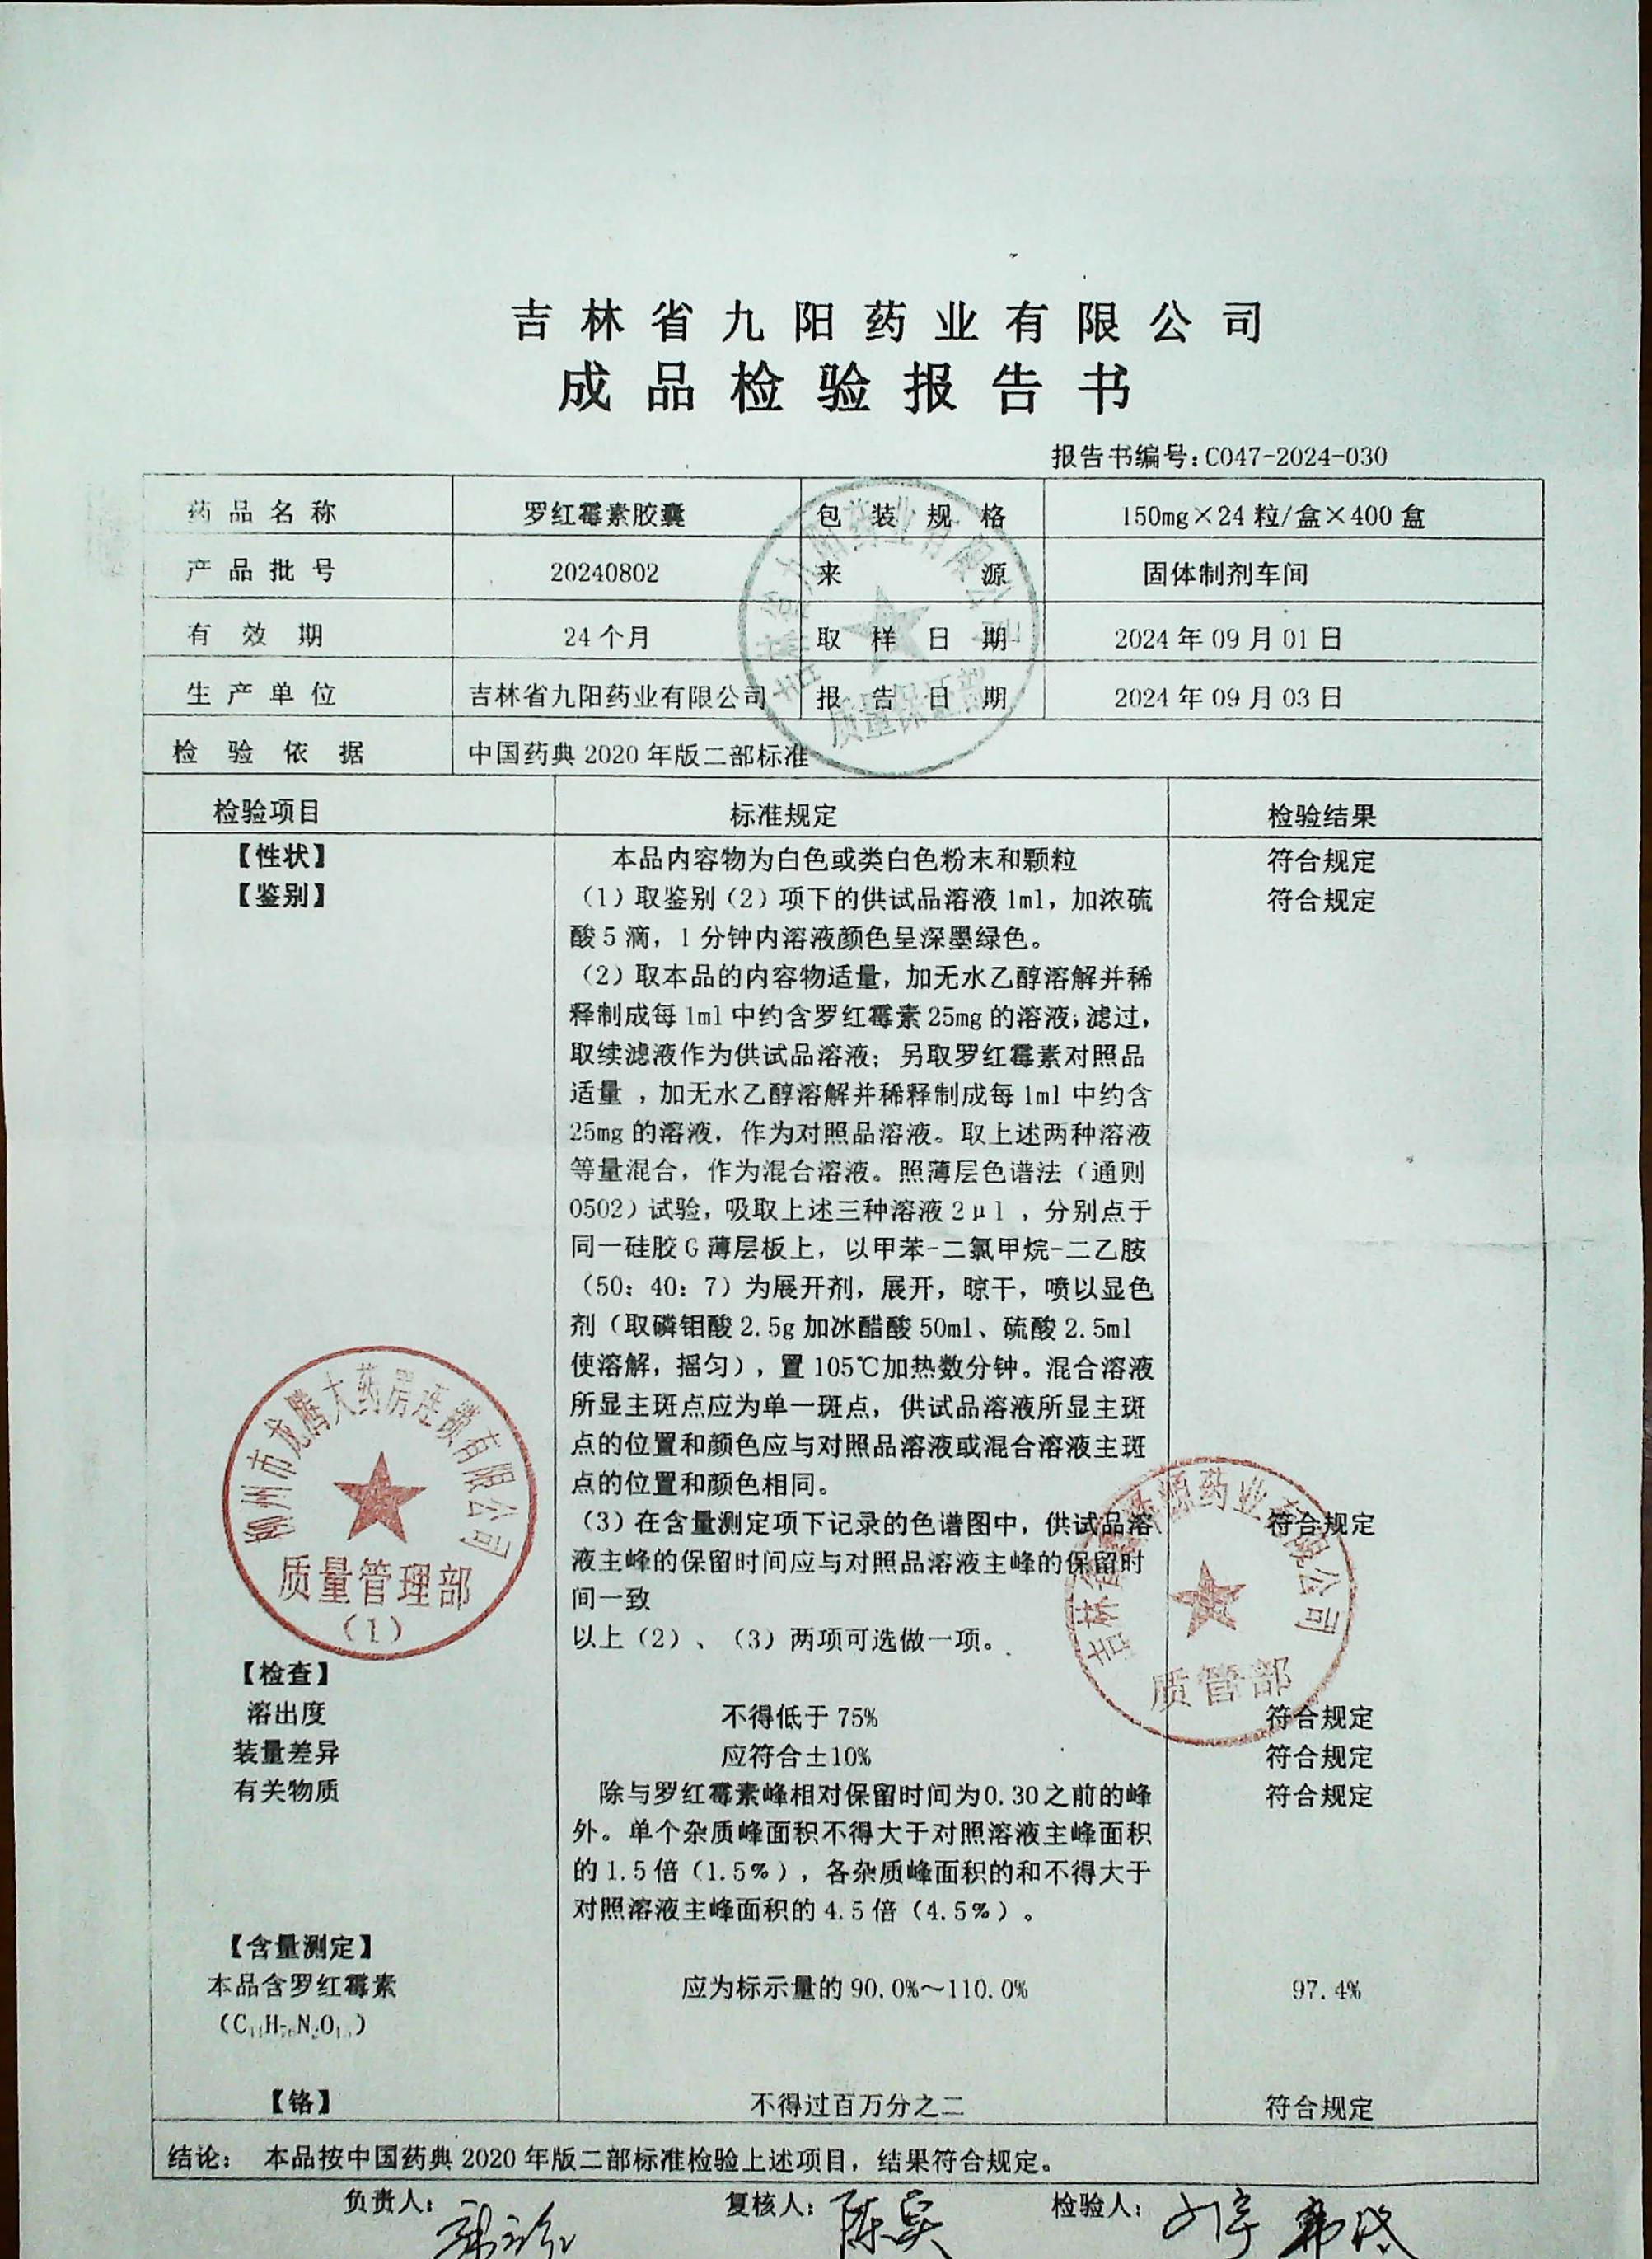 吉林省九阳药业有限公司
成品检验报告书
报告书编号:C047-2024-030
药品名称 罗红霉素胶囊 包装规格 150mg×24粒/盒×400盒
产品批号 20240802 来源 固体制剂车间
有效期 24个月 取样日期 2024年09月01日
生产单位 吉林省九阳药业有限公司 报告日期 2024年09月03日
检验依据 中国药典2020年版二部标准
检验项目 标准规定 检验结果
【性状】 本品内容物为白色或类白色粉末和颗粒 符合规定
【鉴别】 (1)取鉴别(2)项下的供试品溶液1ml，加浓硫 符合规定
酸5滴，1分钟内溶液颜色呈深墨绿色。
(2)取本品的内容物适量，加无水乙醇溶解并稀
释制成每1ml中约含罗红霉素25mg的溶液;滤过，
取续滤液作为供试品溶液；另取罗红霉素对照品
适量，加无水乙醇溶解并稀释制成每1ml中约含
25mg的溶液，作为对照品溶液。取上述两种溶液
等量混合，作为混合溶液。照薄层色谱法（通则
0502）试验，吸取上述三种溶液2μl，分别点于
同一硅胶G薄层板上，以甲苯-二氯甲烷-二乙胺
（50：40：7）为展开剂，展开，晾干，喷以显色
剂（取磷钼酸2.5g加冰醋酸50ml、硫酸2.5ml
使溶解，摇匀），置105℃加热数分钟。混合溶液
所显主斑点应为单一斑点，供试品溶液所显主斑
点的位置和颜色应与对照品溶液或混合溶液主斑
点的位置和颜色相同。
(3)在含量测定项下记录的色谱图中，供试品溶 符合规定
液主峰的保留时间应与对照品溶液主峰的保留时
间一致
以上(2)、(3)两项可选做一项。
【检查】
溶出度 不得低于75% 符合规定
装量差异 应符合±10% 符合规定
有关物质 除与罗红霉素峰相对保留时间为0.30之前的峰 符合规定
外。单个杂质峰面积不得大于对照溶液主峰面积
的1.5倍（1.5%），各杂质峰面积的和不得大于
对照溶液主峰面积的4.5倍（4.5%）。
【含量测定】
本品含罗红霉素 应为标示量的90.0%～110.0% 97.4%
【铬】 不得过百万分之二 符合规定
结论： 本品按中国药典2020年版二部标准检验上述项目，结果符合规定。
负责人： 复核人： 检验人：
质量保证部
柳州市龙腾大药房连锁有限公司
质量管理部
（1）
质管部